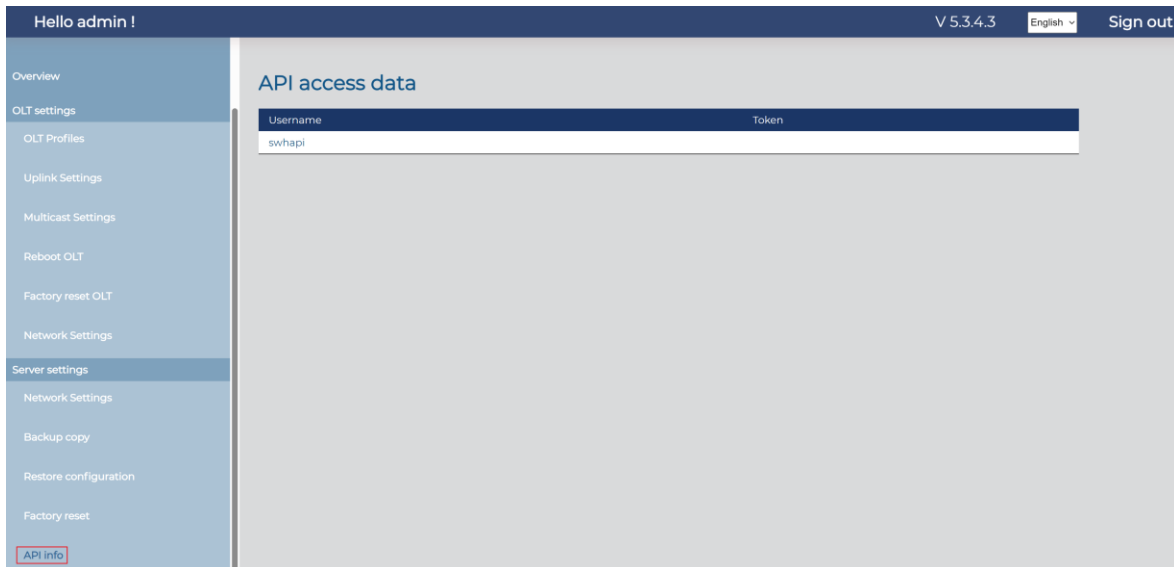 Hello admin !
V 5.3.4.3
English
Sign out
Overview
OLT settings
OLT Profiles
Uplink Settings
Multicast Settings
Reboot OLT
Factory reset OLT
Network Settings
Server settings
Network Settings
Backup copy
Restore configuration
Factory reset
API info
API access data
Username Token
swhapi